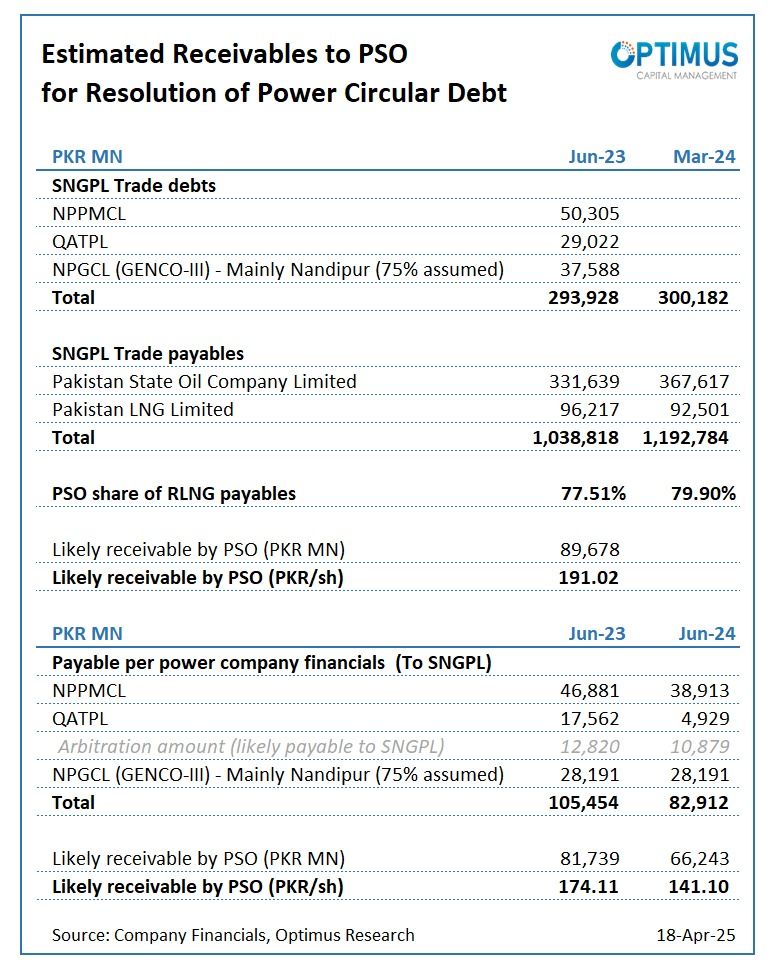 Estimated Receivables to PSO
for Resolution of Power Circular Debt
OPTIMUS
CAPITAL MANAGEMENT
PKR MN Jun-23 Mar-24
SNGPL Trade debts
NPPMCL 50,305
QATPL 29,022
NPGCL (GENCO-III) - Mainly Nandipur (75% assumed) 37,588
Total 293,928 300,182
SNGPL Trade payables
Pakistan State Oil Company Limited 331,639 367,617
Pakistan LNG Limited 96,217 92,501
Total 1,038,818 1,192,784
PSO share of RLNG payables 77.51% 79.90%
Likely receivable by PSO (PKR MN) 89,678
Likely receivable by PSO (PKR/sh) 191.02
PKR MN Jun-23 Jun-24
Payable per power company financials (To SNGPL)
NPPMCL 46,881 38,913
QATPL 17,562 4,929
Arbitration amount (likely payable to SNGPL) 12,820 10,879
NPGCL (GENCO-III) - Mainly Nandipur (75% assumed) 28,191 28,191
Total 105,454 82,912
Likely receivable by PSO (PKR MN) 81,739 66,243
Likely receivable by PSO (PKR/sh) 174.11 141.10
Source: Company Financials, Optimus Research 18-Apr-25